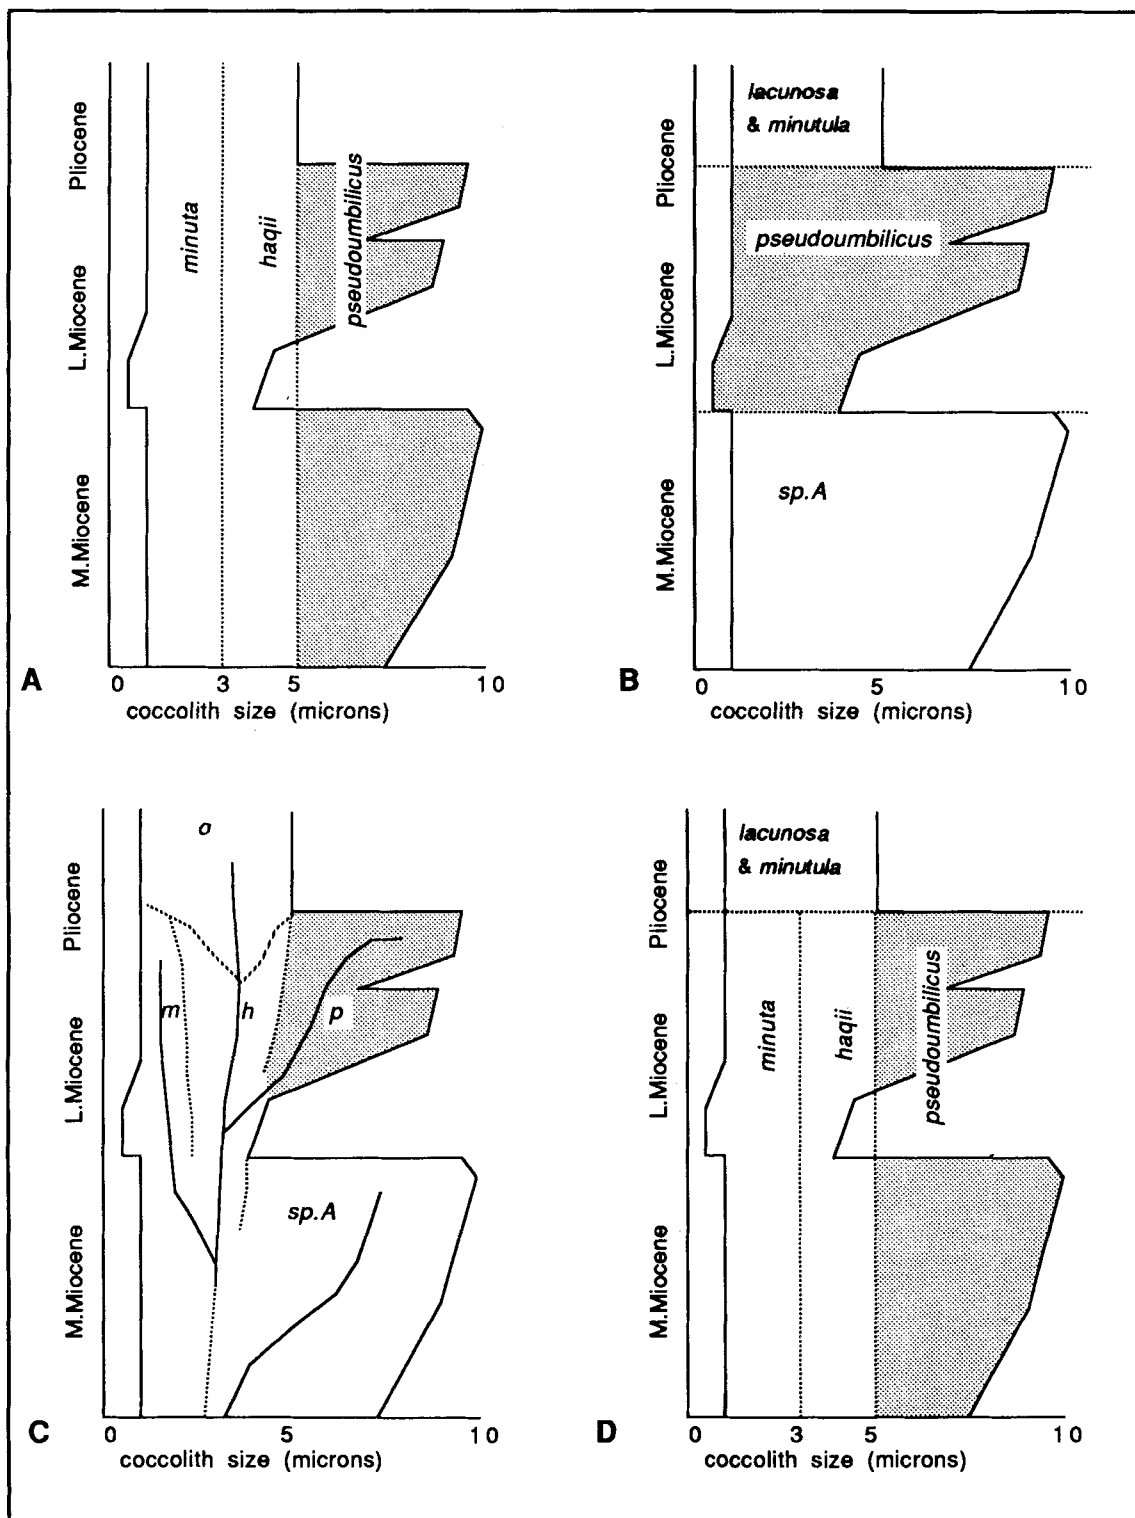 Pliocene
L.Miocene
M.Miocene
minuta
haqii
pseudoumbilicus
A
0 3 5 10
coccolith size (microns)
lacunosa
& minutula
Pliocene
L.Miocene
M.Miocene
pseudoumbilicus
sp.A
B
0 5 10
coccolith size (microns)
Pliocene
L.Miocene
M.Miocene
o
m
h
p
sp.A
C
0 5 10
coccolith size (microns)
lacunosa
& minutula
Pliocene
L.Miocene
M.Miocene
minuta
haqii
pseudoumbilicus
D
0 3 5 10
coccolith size (microns)